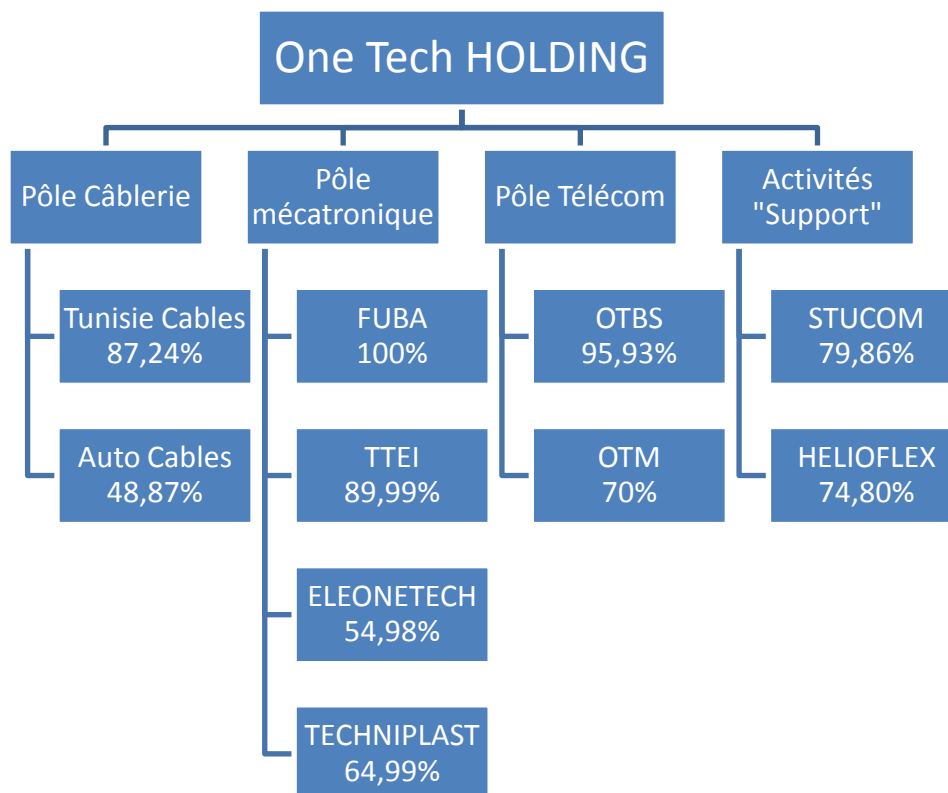 One Tech HOLDING
Pôle Câblerie
Pôle
mécatronique
Pôle Télécom
Activités
"Support"
Tunisie Cables
87,24%
FUBA
100%
OTBS
95,93%
STUCOM
79,86%
Auto Cables
48,87%
TTEI
89,99%
OTM
70%
HELIOFLEX
74,80%
ELEONETECH
54,98%
TECHNIPLAST
64,99%